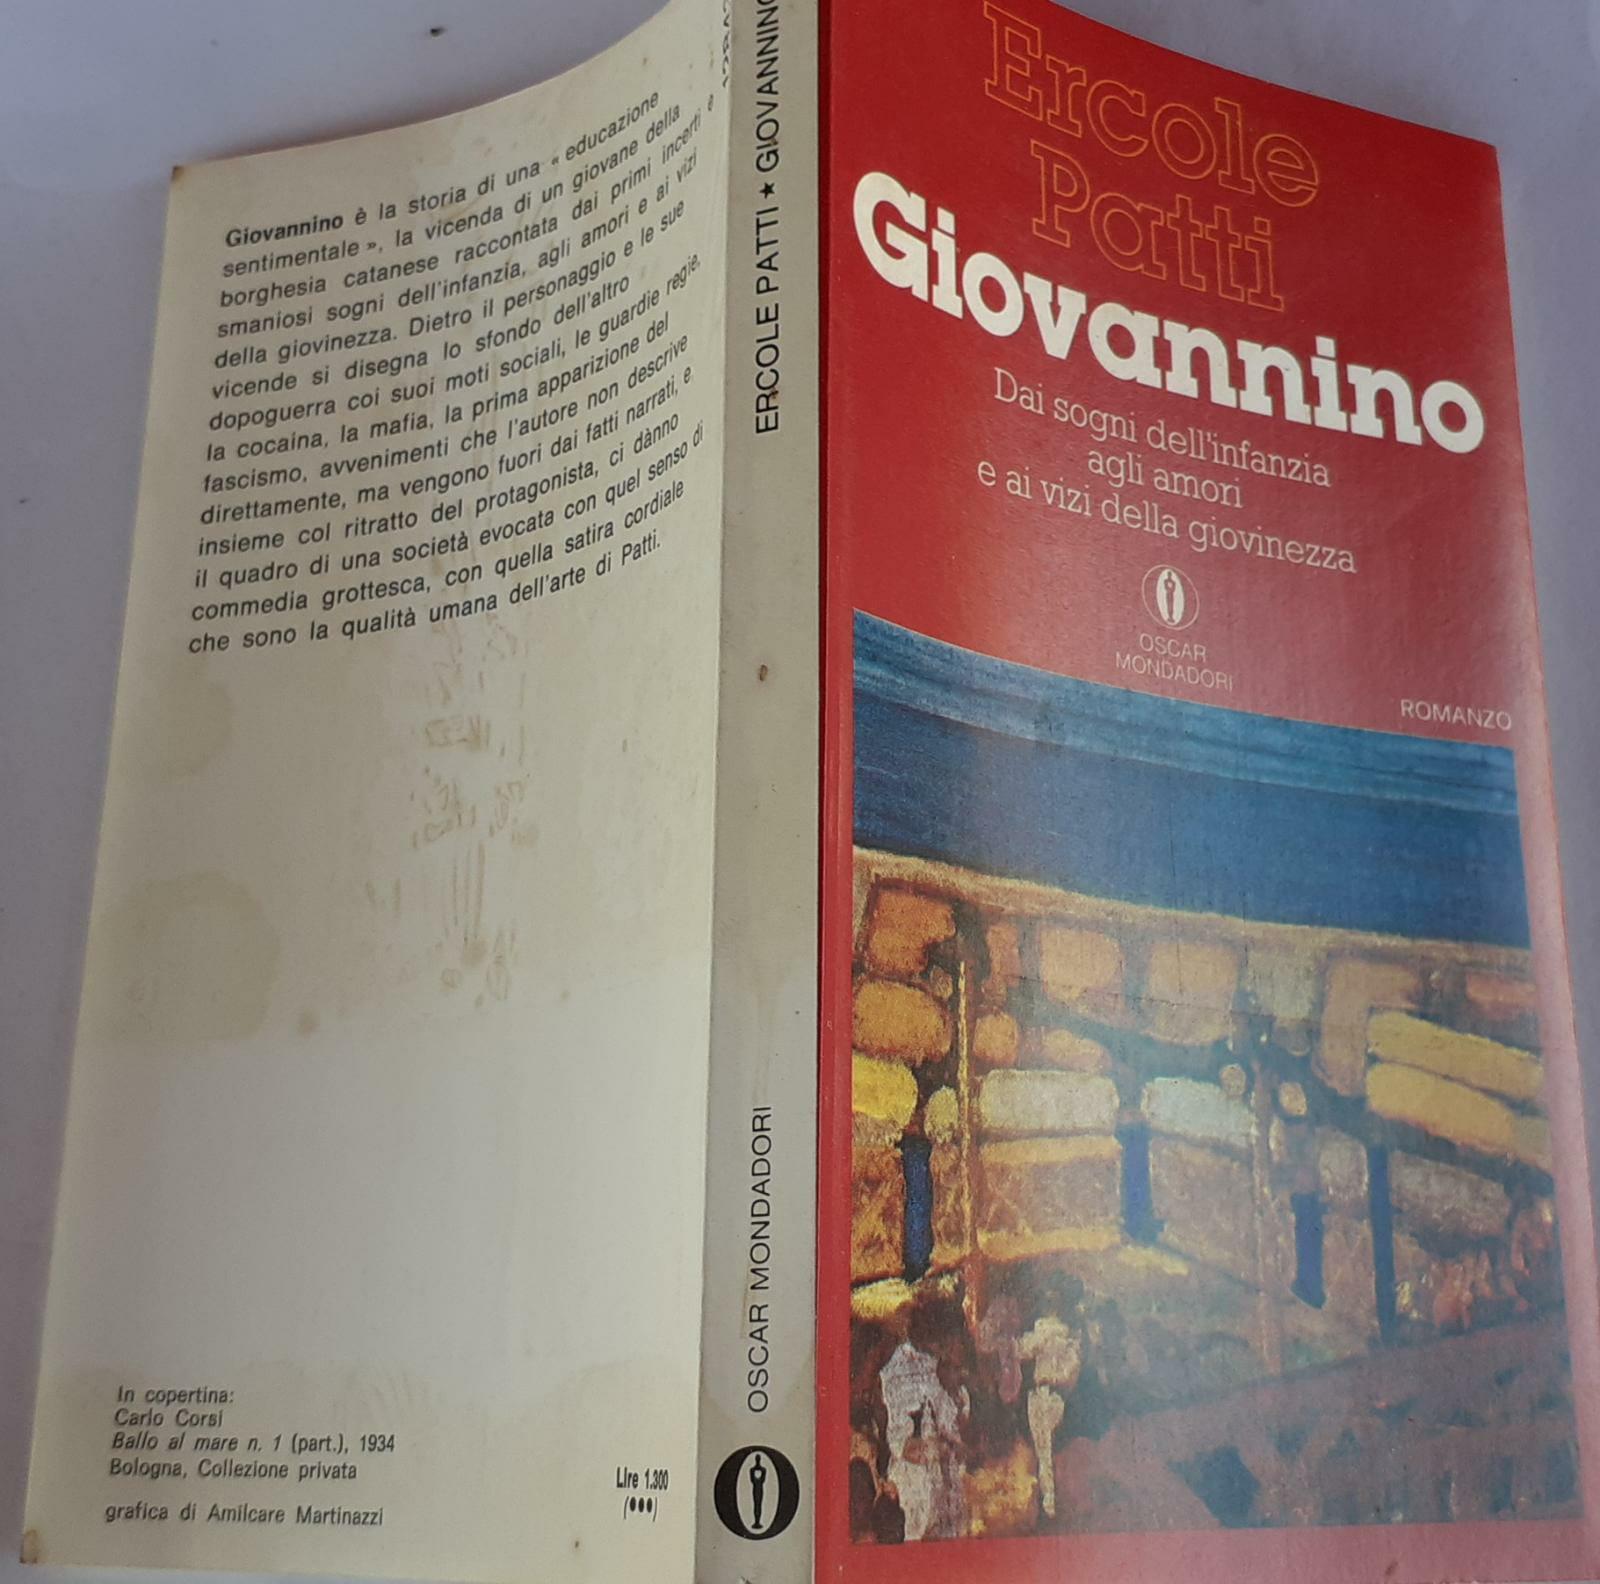 Giovannino è la storia di una « educazione
sentimentale », la vicenda di un giovane della
borghesia catanese raccontata dai primi incerti e
smaniosi sogni dell'infanzia, agli amori e ai vizi
della giovinezza. Dietro il personaggio e le sue
vicende si disegna lo sfondo dell'altro
dopoguerra coi suoi moti sociali, le guardie regie,
la cocaina, la mafia, la prima apparizione del
fascismo, avvenimenti che l'autore non descrive
direttamente, ma vengono fuori dai fatti narrati, e
insieme col ritratto del protagonista, ci dànno
il quadro di una società evocata con quel senso di
commedia grottesca, con quella satira cordiale
che sono la qualità umana dell'arte di Patti.
In copertina:
Carlo Corsi
Ballo al mare n. 1 (part.), 1934
Bologna, Collezione privata
grafica di Amilcare Martinazzi
Lire 1.300
(•••)
ERCOLE PATTI ★ GIOVANNINO
OSCAR MONDADORI
Ercole
Patti
Giovannino
Dai sogni dell'infanzia
agli amori
e ai vizi della giovinezza
OSCAR
MONDADORI
ROMANZO